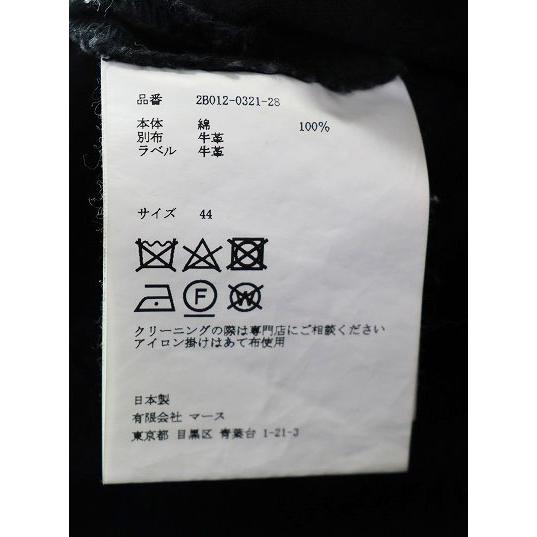 品番 2B012-0321-28
本体 綿 100%
別布 牛革
ラベル 牛革
サイズ 44
F W
クリーニングの際は専門店にご相談ください
アイロン掛けはあて布使用
日本製
有限会社 マース
東京都 目黒区 青葉台 1-21-3